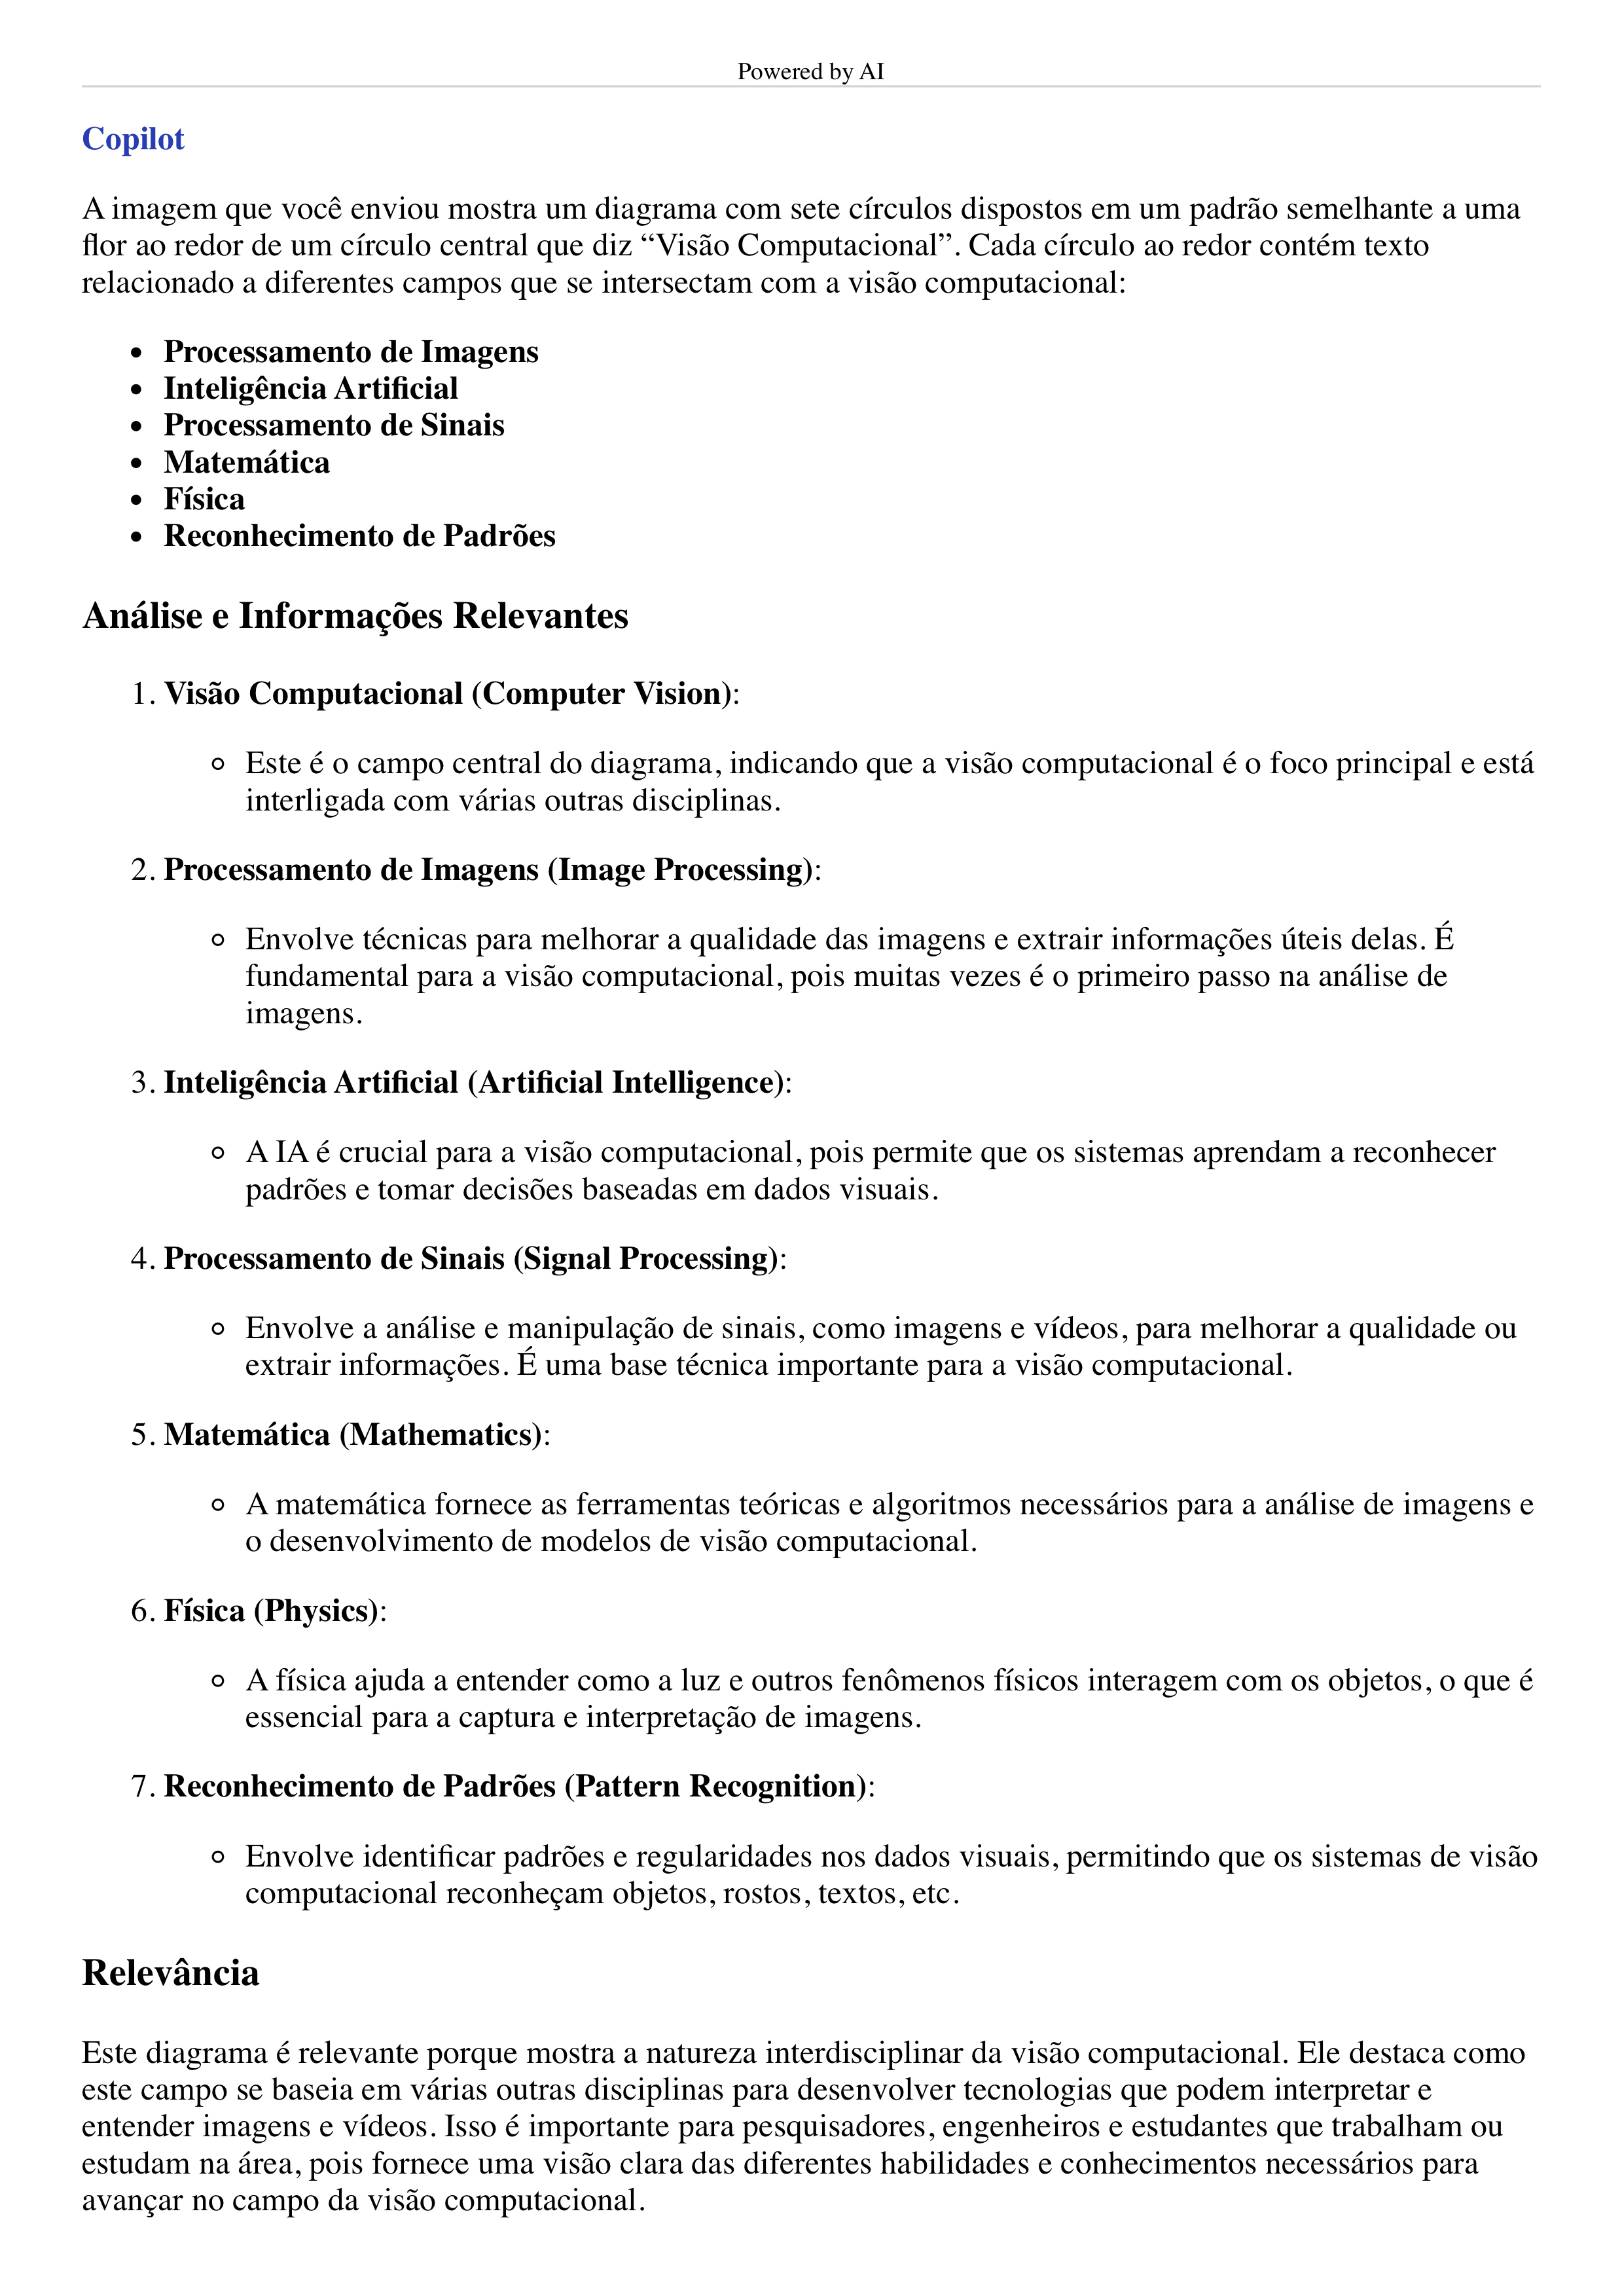 Powered by AI
Copilot
A imagem que você enviou mostra um diagrama com sete círculos dispostos em um padrão semelhante a uma
flor ao redor de um círculo central que diz “Visão Computacional”. Cada círculo ao redor contém texto
relacionado a diferentes campos que se intersectam com a visão computacional:
• Processamento de Imagens
• Inteligência Artificial
• Processamento de Sinais
• Matemática
• Física
• Reconhecimento de Padrões
Análise e Informações Relevantes
1. Visão Computacional (Computer Vision):
◦ Este é o campo central do diagrama, indicando que a visão computacional é o foco principal e está
interligada com várias outras disciplinas.
2. Processamento de Imagens (Image Processing):
◦ Envolve técnicas para melhorar a qualidade das imagens e extrair informações úteis delas. É
fundamental para a visão computacional, pois muitas vezes é o primeiro passo na análise de
imagens.
3. Inteligência Artificial (Artificial Intelligence):
◦ A IA é crucial para a visão computacional, pois permite que os sistemas aprendam a reconhecer
padrões e tomar decisões baseadas em dados visuais.
4. Processamento de Sinais (Signal Processing):
◦ Envolve a análise e manipulação de sinais, como imagens e vídeos, para melhorar a qualidade ou
extrair informações. É uma base técnica importante para a visão computacional.
5. Matemática (Mathematics):
◦ A matemática fornece as ferramentas teóricas e algoritmos necessários para a análise de imagens e
o desenvolvimento de modelos de visão computacional.
6. Física (Physics):
◦ A física ajuda a entender como a luz e outros fenômenos físicos interagem com os objetos, o que é
essencial para a captura e interpretação de imagens.
7. Reconhecimento de Padrões (Pattern Recognition):
◦ Envolve identificar padrões e regularidades nos dados visuais, permitindo que os sistemas de visão
computacional reconheçam objetos, rostos, textos, etc.
Relevância
Este diagrama é relevante porque mostra a natureza interdisciplinar da visão computacional. Ele destaca como
este campo se baseia em várias outras disciplinas para desenvolver tecnologias que podem interpretar e
entender imagens e vídeos. Isso é importante para pesquisadores, engenheiros e estudantes que trabalham ou
estudam na área, pois fornece uma visão clara das diferentes habilidades e conhecimentos necessários para
avançar no campo da visão computacional.